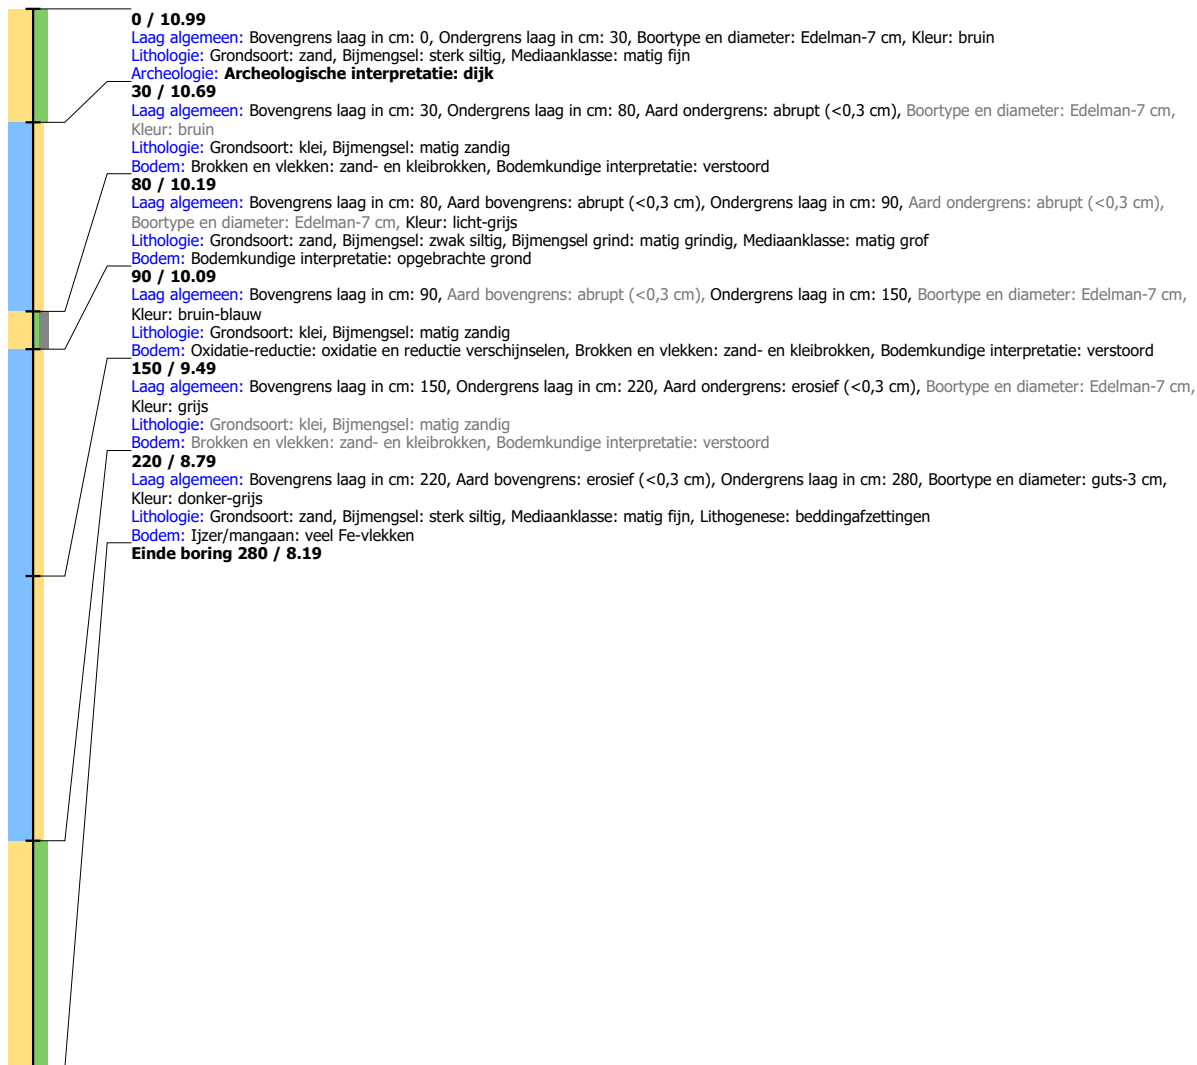 0 / 10.99
Laag algemeen: Bovengrens laag in cm: 0, Ondergrens laag in cm: 30, Boortype en diameter: Edelman-7 cm, Kleur: bruin
Lithologie: Grondsoort: zand, Bijmengsel: sterk siltig, Mediaanklasse: matig fijn
Archeologie: Archeologische interpretatie: dijk
30 / 10.69
Laag algemeen: Bovengrens laag in cm: 30, Ondergrens laag in cm: 80, Aard ondergrens: abrupt (<0,3 cm), Boortype en diameter: Edelman-7 cm,
Kleur: bruin
Lithologie: Grondsoort: klei, Bijmengsel: matig zandig
Bodem: Brokken en vlekken: zand- en kleibrokken, Bodemkundige interpretatie: verstoord
80 / 10.19
Laag algemeen: Bovengrens laag in cm: 80, Aard bovengrens: abrupt (<0,3 cm), Ondergrens laag in cm: 90, Aard ondergrens: abrupt (<0,3 cm),
Boortype en diameter: Edelman-7 cm, Kleur: licht-grijs
Lithologie: Grondsoort: zand, Bijmengsel: zwak siltig, Bijmengsel grind: matig grindig, Mediaanklasse: matig grof
Bodem: Bodemkundige interpretatie: opgebrachte grond
90 / 10.09
Laag algemeen: Bovengrens laag in cm: 90, Aard bovengrens: abrupt (<0,3 cm), Ondergrens laag in cm: 150, Boortype en diameter: Edelman-7 cm,
Kleur: bruin-blauw
Lithologie: Grondsoort: klei, Bijmengsel: matig zandig
Bodem: Oxidatie-reductie: oxidatie en reductie verschijnselen, Brokken en vlekken: zand- en kleibrokken, Bodemkundige interpretatie: verstoord
150 / 9.49
Laag algemeen: Bovengrens laag in cm: 150, Ondergrens laag in cm: 220, Aard ondergrens: erosief (<0,3 cm), Boortype en diameter: Edelman-7 cm,
Kleur: grijs
Lithologie: Grondsoort: klei, Bijmengsel: matig zandig
Bodem: Brokken en vlekken: zand- en kleibrokken, Bodemkundige interpretatie: verstoord
220 / 8.79
Laag algemeen: Bovengrens laag in cm: 220, Aard bovengrens: erosief (<0,3 cm), Ondergrens laag in cm: 280, Boortype en diameter: guts-3 cm,
Kleur: donker-grijs
Lithologie: Grondsoort: zand, Bijmengsel: sterk siltig, Mediaanklasse: matig fijn, Lithogenese: beddingafzettingen
Bodem: Ijzer/mangaan: veel Fe-vlekken
Einde boring 280 / 8.19